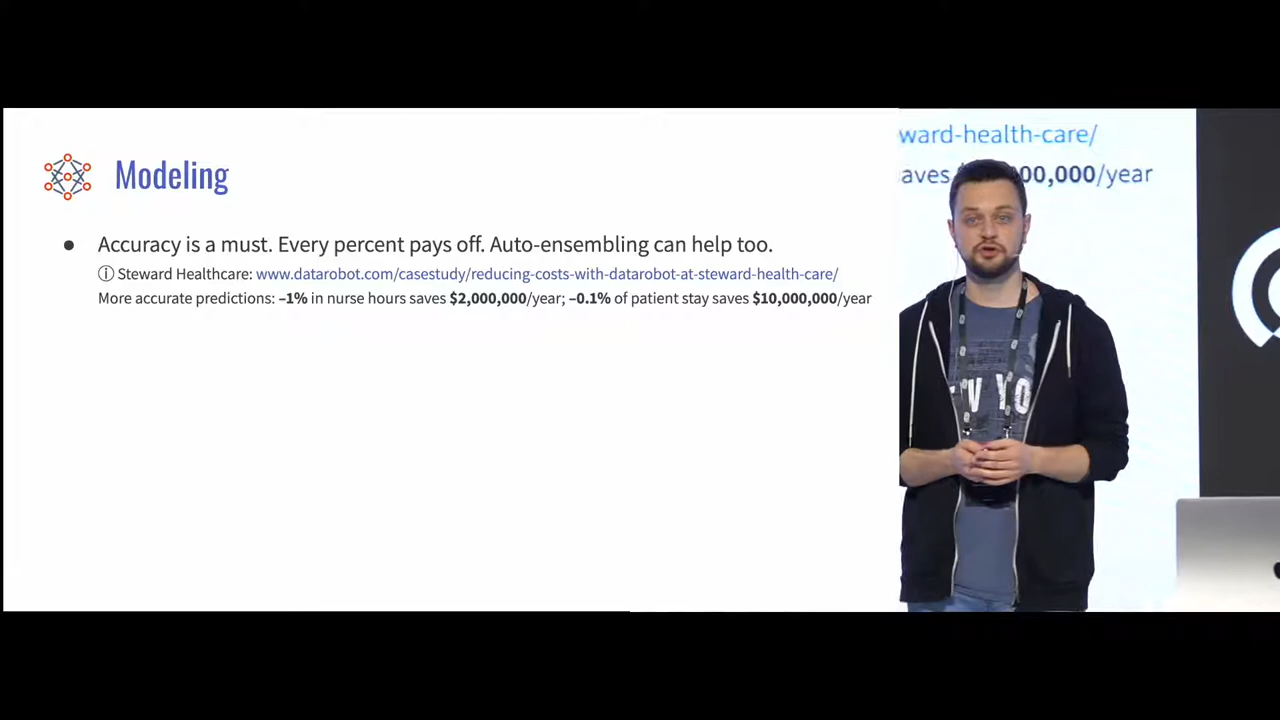 Modeling
● Accuracy is a must. Every percent pays off. Auto-ensembling can help too.
ⓘ Steward Healthcare: www.datarobot.com/casestudy/reducing-costs-with-datarobot-at-steward-health-care/
More accurate predictions: –1% in nurse hours saves $2,000,000/year; –0.1% of patient stay saves $10,000,000/year
ward-health-care/
aves 00,000/year
W YO